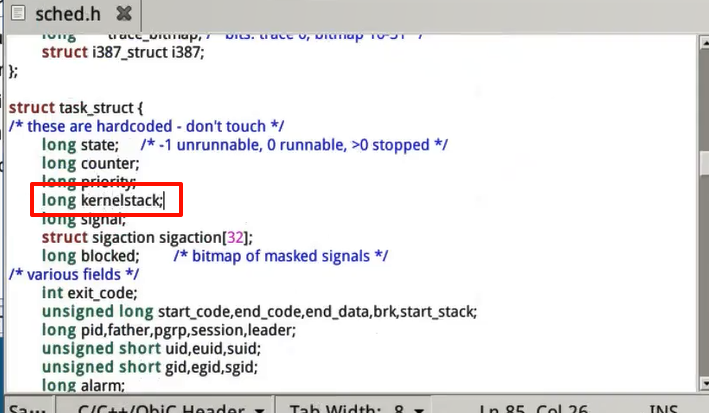 sched.h
long trace_bitmap; /* bits: trace 0, bitmap 16-31 */
struct i387_struct i387;
};
struct task_struct {
/* these are hardcoded - don't touch */
long state; /* -1 unrunnable, 0 runnable, >0 stopped */
long counter;
long priority;
long kernelstack;
long signal;
struct sigaction sigaction[32];
long blocked; /* bitmap of masked signals */
/* various fields */
int exit_code;
unsigned long start_code,end_code,end_data,brk,start_stack;
long pid,father,pgrp,session,leader;
unsigned short uid,euid,suid;
unsigned short gid,egid,sgid;
long alarm;
Sa... C/C++/ObjC Header Tab Width: 8 Ln 85, Col 26 INS